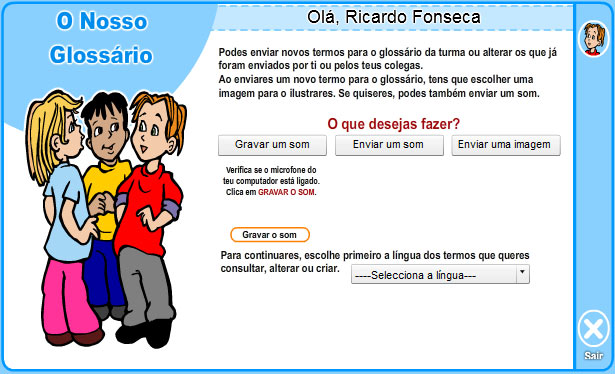 O Nosso
Glossário
Olá, Ricardo Fonseca
Podes enviar novos termos para o glossário da turma ou alterar os que já
foram enviados por ti ou pelos teus colegas.
Ao enviares um novo termo para o glossário, tens que escolher uma
imagem para o ilustrares. Se quiseres, podes também enviar um som.
O que desejas fazer?
Gravar um som
Enviar um som
Enviar uma imagem
Verifica se o microfone do
teu computador está ligado.
Clica em GRAVAR O SOM.
Gravar o som
Para continuares, escolhe primeiro a língua dos termos que queres
consultar, alterar ou criar.
----Selecciona a língua---
Sair